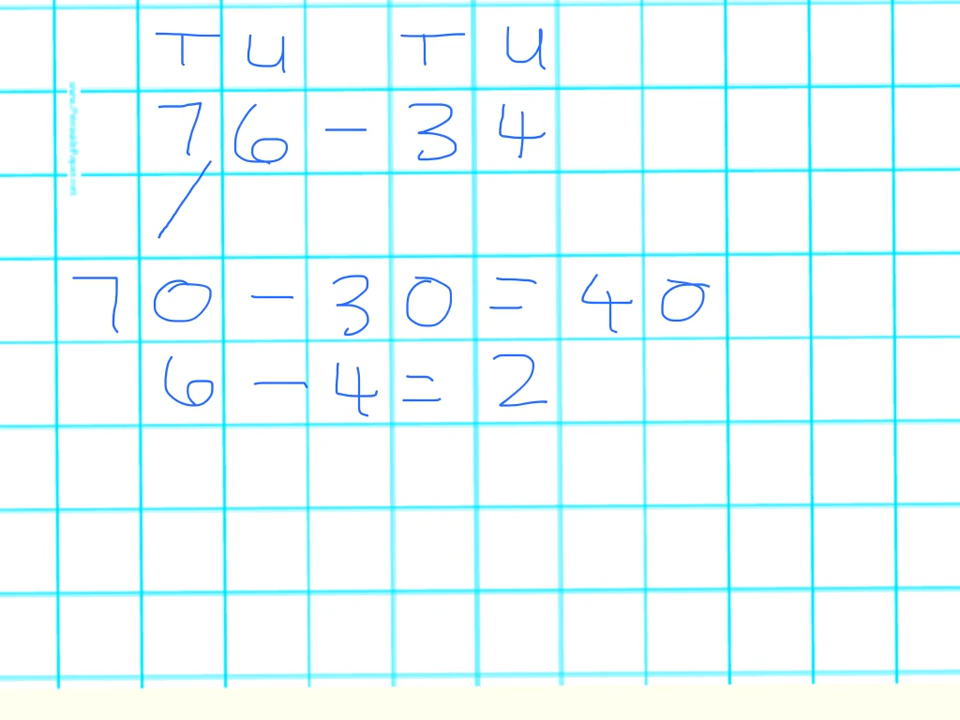 T U T U
76 - 34
/
70 - 30 = 40
6 - 4 = 2